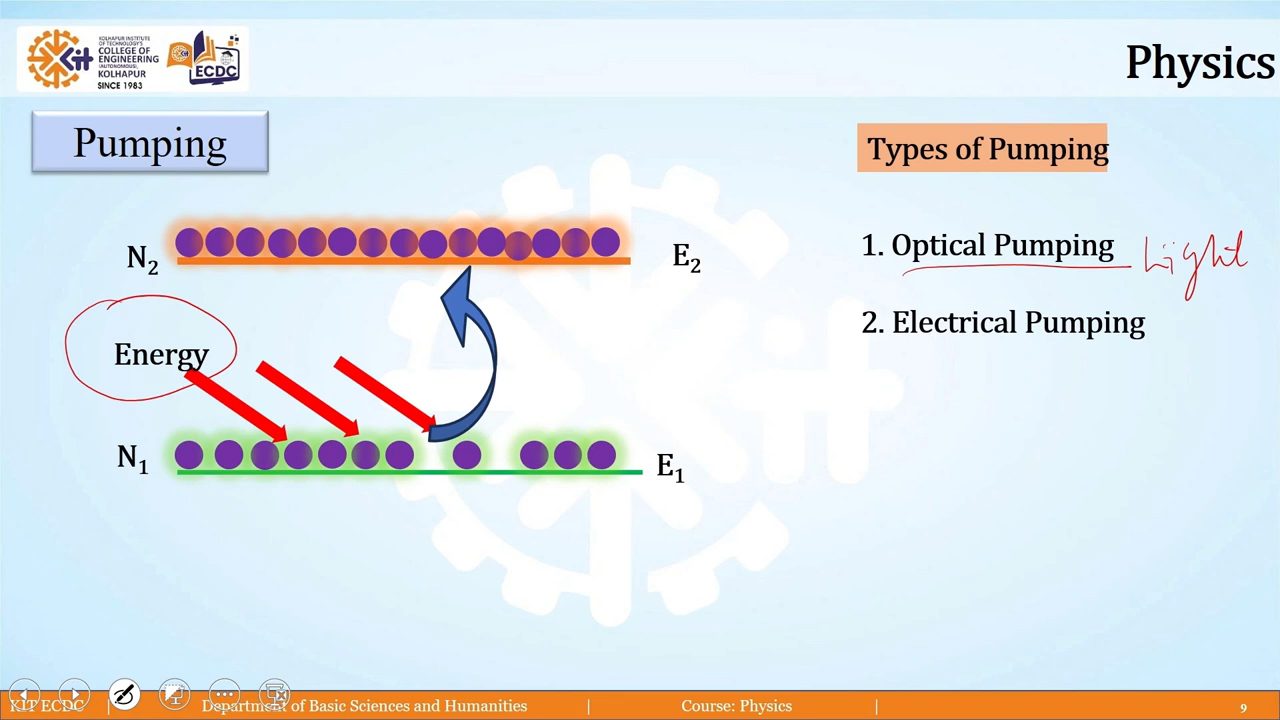 KOLHAPUR INSTITUTE
OF TECHNOLOGY'S
COLLEGE OF
ENGINEERING
(AUTONOMOUS),
KOLHAPUR
SINCE 1983
Kit
ECDC
Physics
Pumping
Types of Pumping
N2
E2
1. Optical Pumping Light
2. Electrical Pumping
Energy
N1
E1
KIT ECDC | Department of Basic Sciences and Humanities | Course: Physics | 9